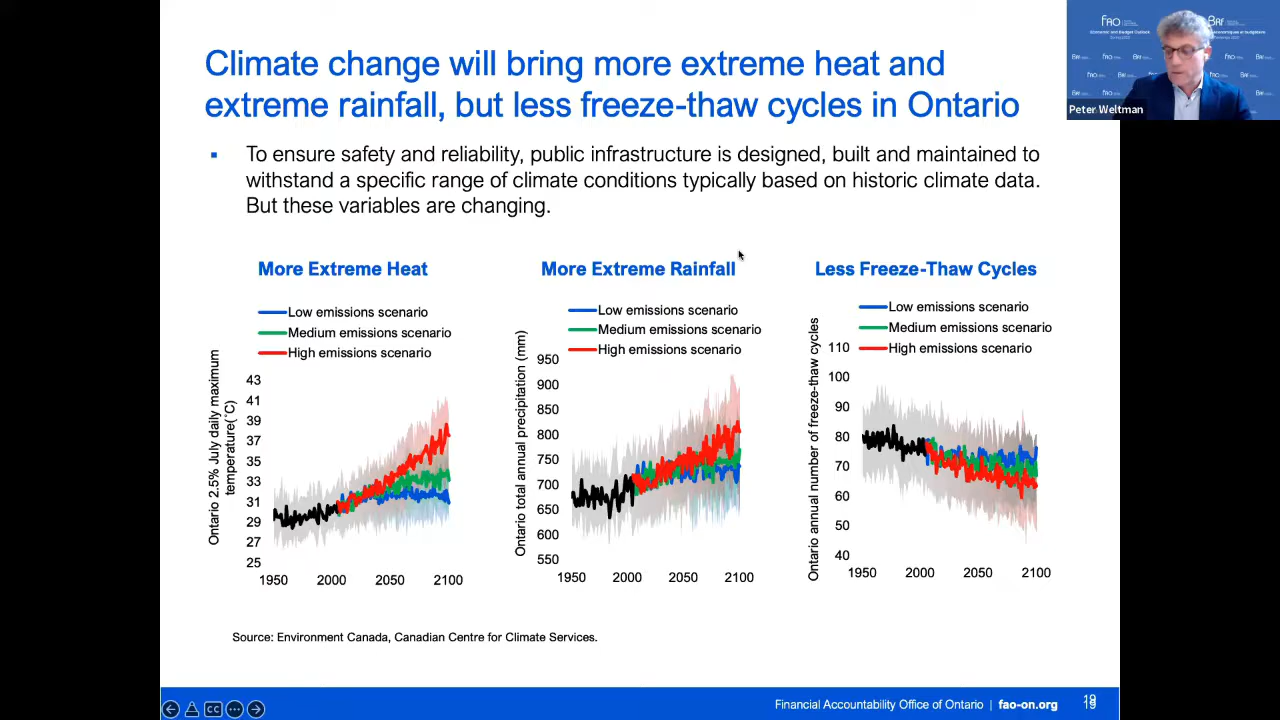 Climate change will bring more extreme heat and
extreme rainfall, but less freeze-thaw cycles in Ontario
FAO
Peter Weltman
▪ To ensure safety and reliability, public infrastructure is designed, built and maintained to
withstand a specific range of climate conditions typically based on historic climate data.
But these variables are changing.
More Extreme Heat
Low emissions scenario
Medium emissions scenario
High emissions scenario
Ontario 2.5% July daily maximum
temperature(˚C)
43
41
39
37
35
33
31
29
27
25
1950 2000 2050 2100
More Extreme Rainfall
Low emissions scenario
Medium emissions scenario
High emissions scenario
Ontario total annual precipitation (mm)
950
900
850
800
750
700
650
600
550
1950 2000 2050 2100
Less Freeze-Thaw Cycles
Low emissions scenario
Medium emissions scenario
High emissions scenario
Ontario annual number of freeze-thaw cycles
110
100
90
80
70
60
50
40
1950 2000 2050 2100
Source: Environment Canada, Canadian Centre for Climate Services.
CC
Financial Accountability Office of Ontario | fao-on.org
19